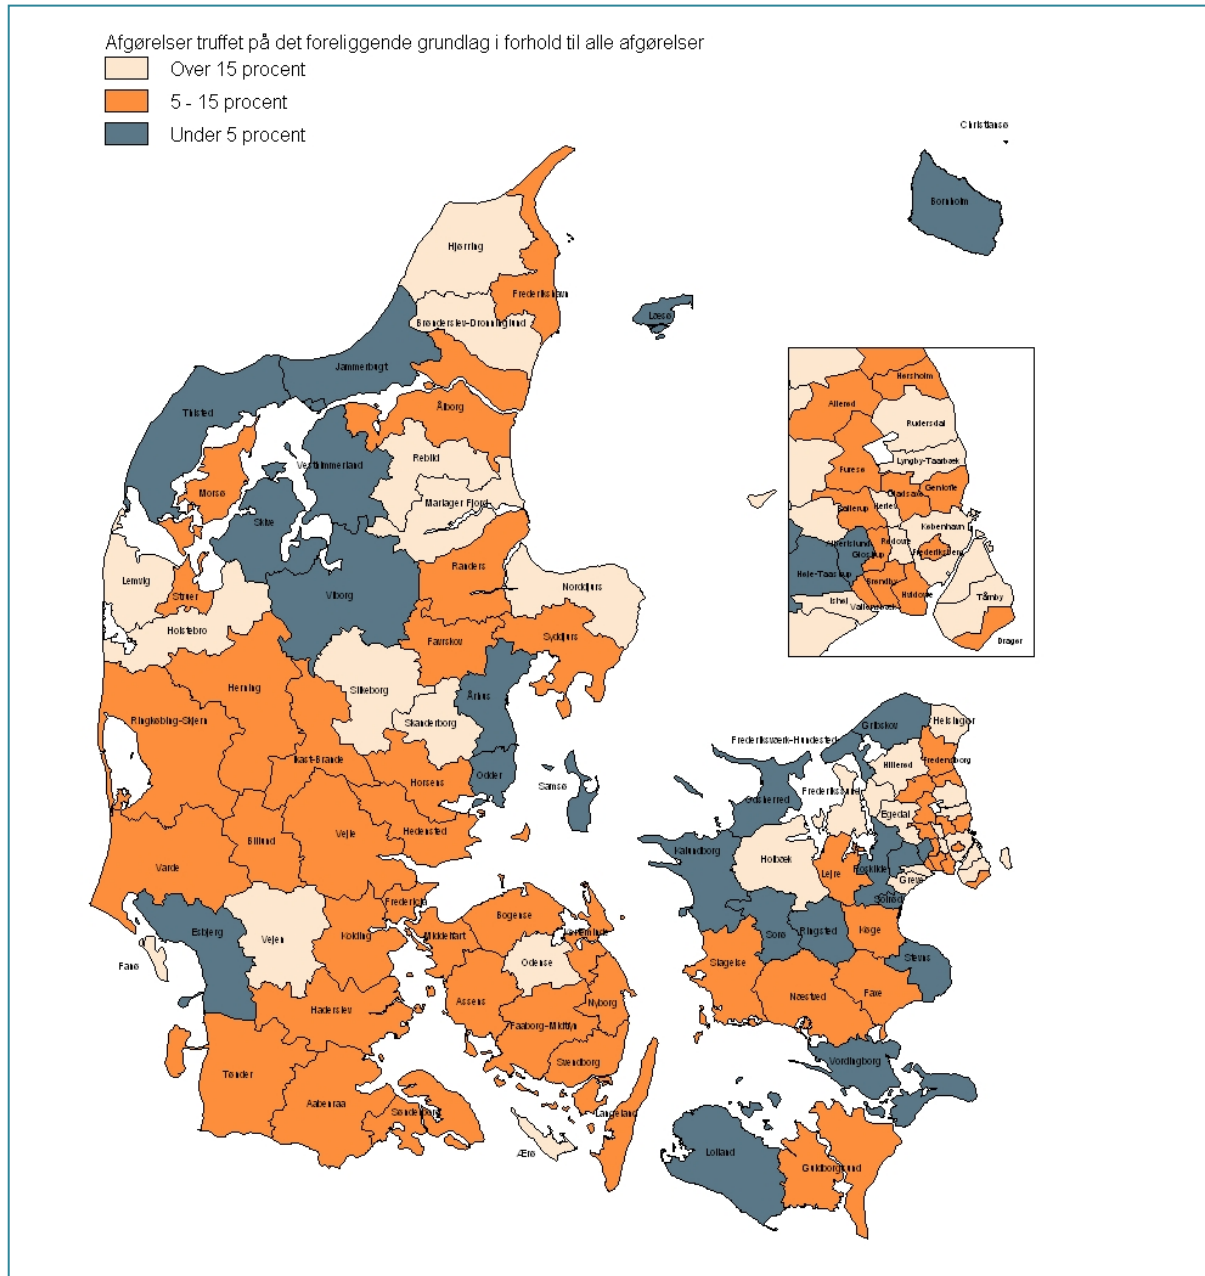 Afgørelser truffet på det foreliggende grundlag i forhold til alle afgørelser
Over 15 procent
5 - 15 procent
Under 5 procent
Christiansø
Bornholm
Hjørring
Frederikshavn
Brønderslev-Dronninglund
Læsø
Jammerbugt
Thisted
Ålborg
Vesthimmerland
Rebild
Morsø
Mariager Fjord
Skive
Randers
Lemvig
Struer
Viborg
Norddjurs
Holstebro
Favrskov
Syddjurs
Herning
Silkeborg
Århus
Ringkøbing-Skjern
Skanderborg
Ikast-Brande
Horsens
Odder
Samsø
Hedensted
Billund
Vejle
Varde
Fredericia
Bogense
Esbjerg
Vejen
Kolding
Middelfart
Kerteminde
Fanø
Odense
Haderslev
Assens
Nyborg
Faaborg-Midtfyn
Svendborg
Tønder
Aabenraa
Sønderborg
Langeland
Ærø
Hørsholm
Allerød
Rudersdal
Lyngby-Taarbæk
Furesø
Gladsaxe
Gentofte
Ballerup
Herlev
København
Albertslund
Rødovre
Glostrup
Frederiksberg
Høje-Taastrup
Brøndby
Hvidovre
Ishøj
Vallensbæk
Tårnby
Dragør
Gribskov
Helsingør
Frederiksværk-Hundested
Hillerød
Fredensborg
Odsherred
Frederikssund
Egedal
Kalundborg
Holbæk
Lejre
Roskilde
Greve
Solrød
Sorø
Ringsted
Køge
Stevns
Slagelse
Næstved
Faxe
Vordingborg
Lolland
Guldborgsund